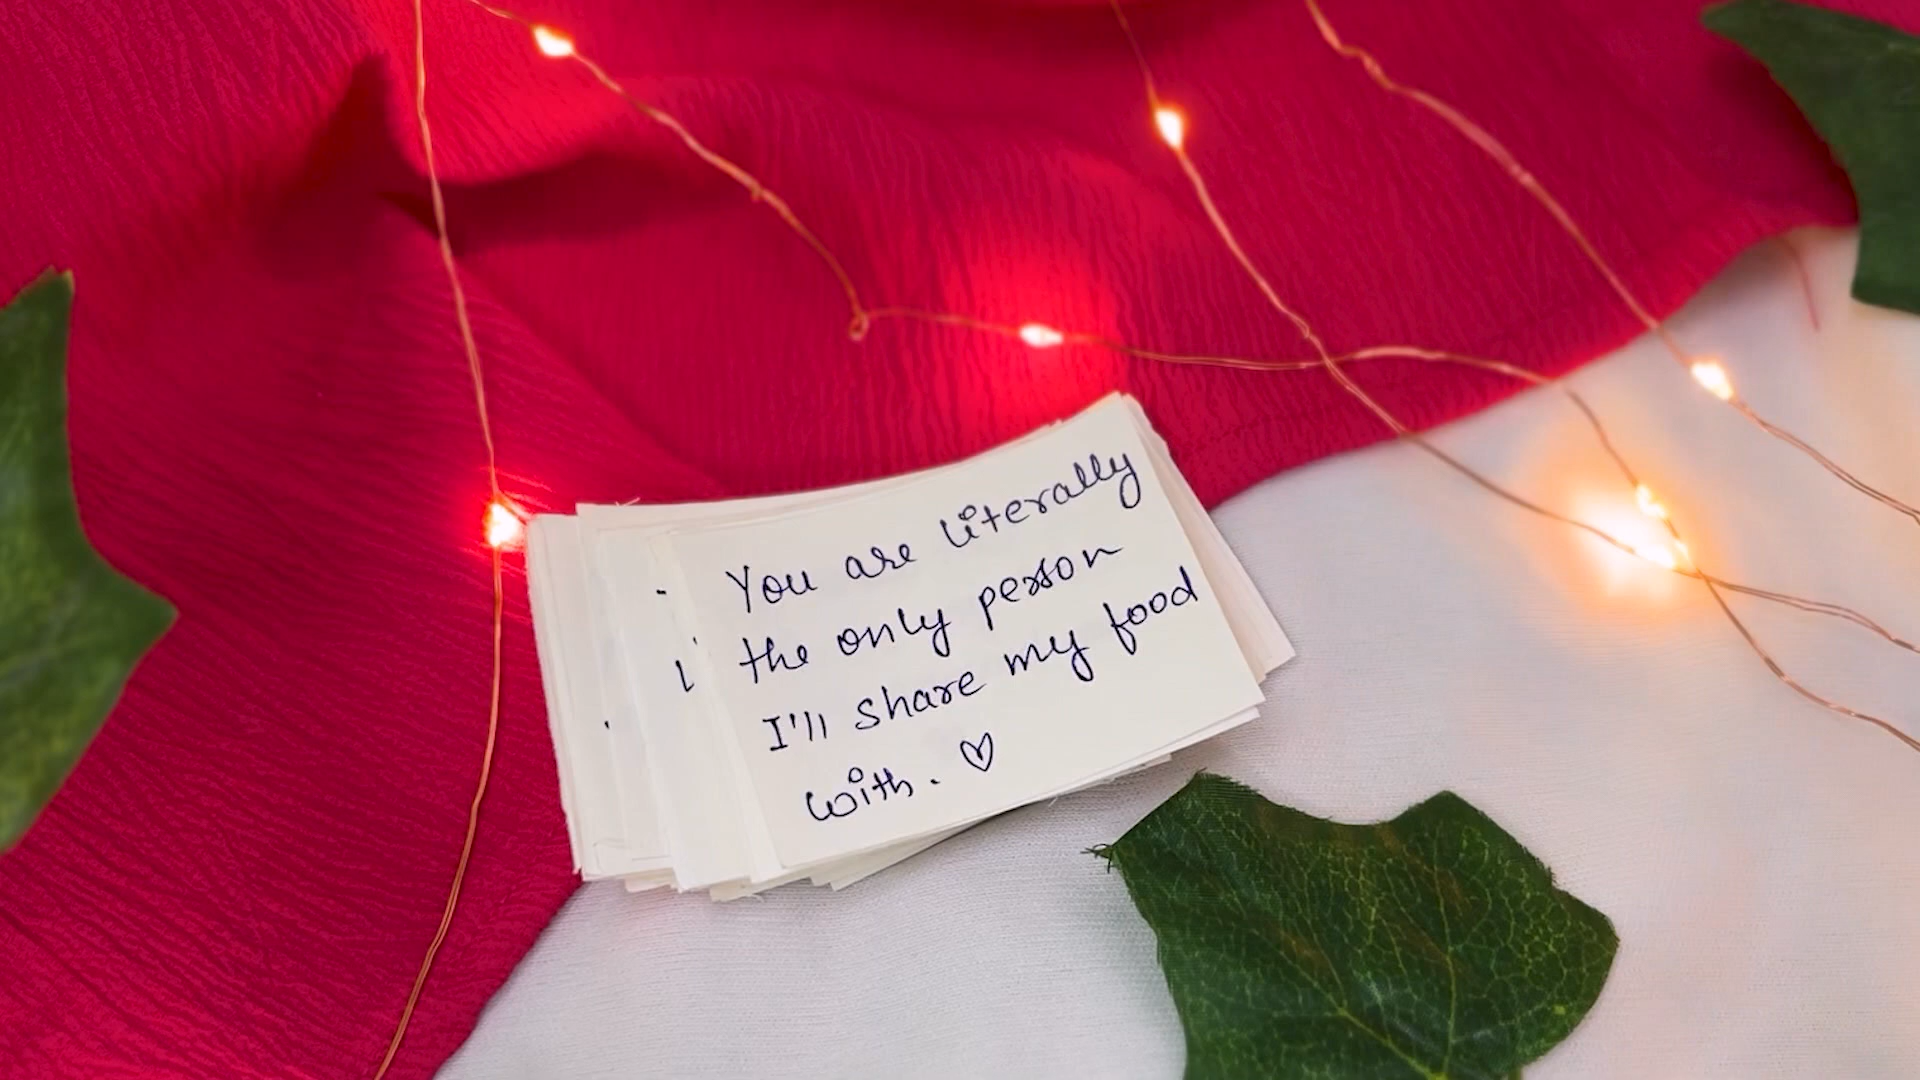 You are literally
the only person
I'll share my food
with. ♡